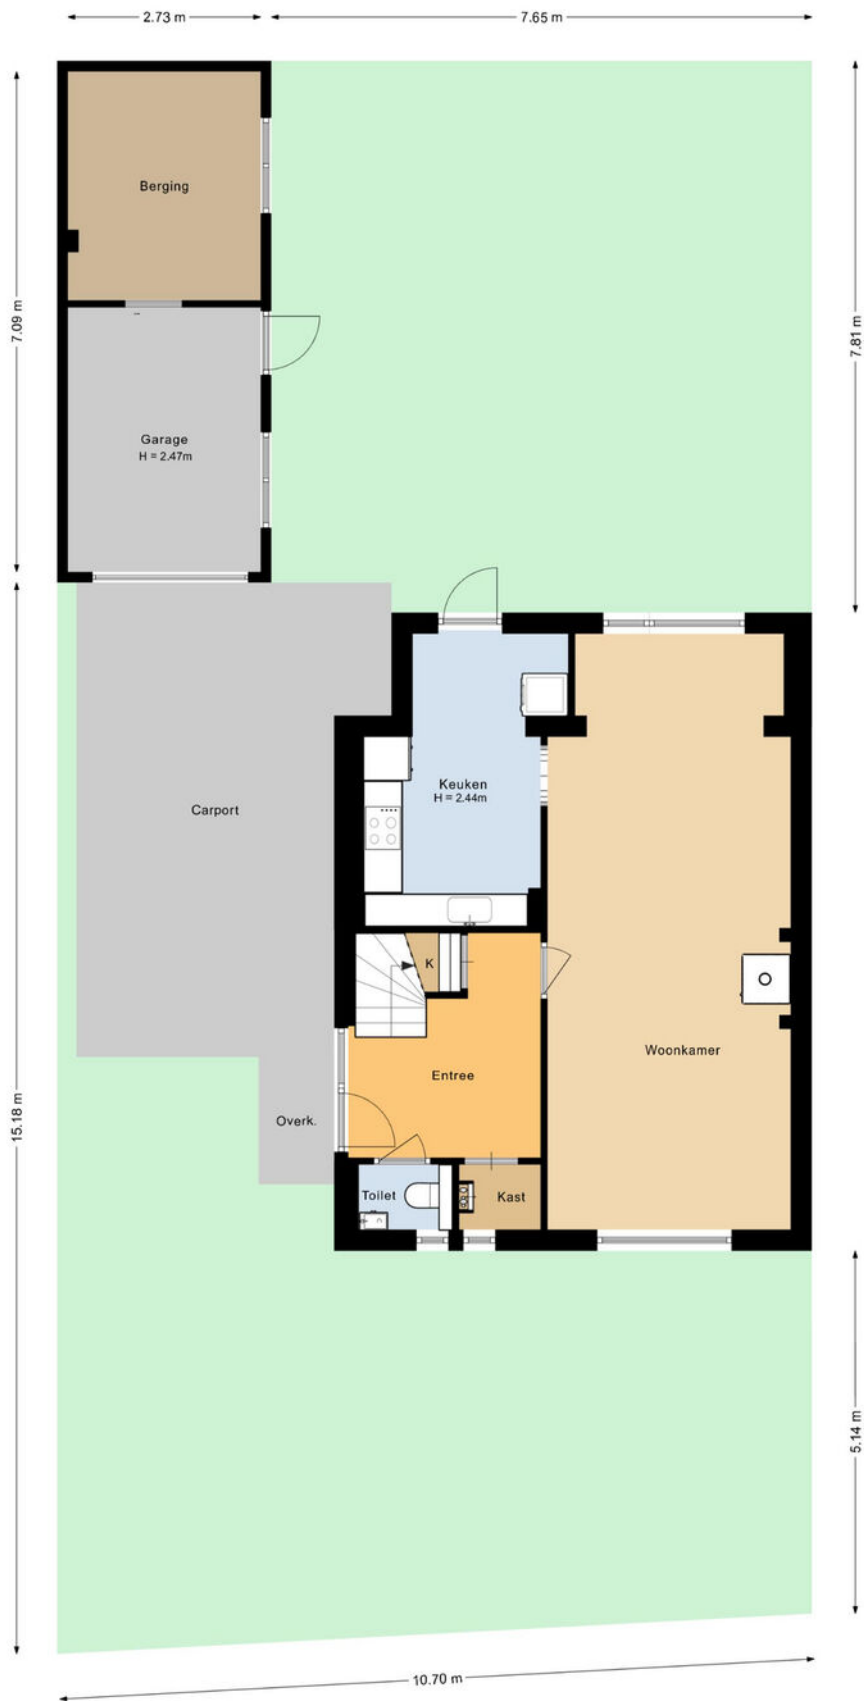 2.73 m
7.65 m
Berging
7.09 m
7.81 m
Garage
H = 2.47m
Keuken
H = 2.44m
Carport
K
Woonkamer
Entree
15.18 m
Overk.
Toilet
Kast
5.14 m
10.70 m